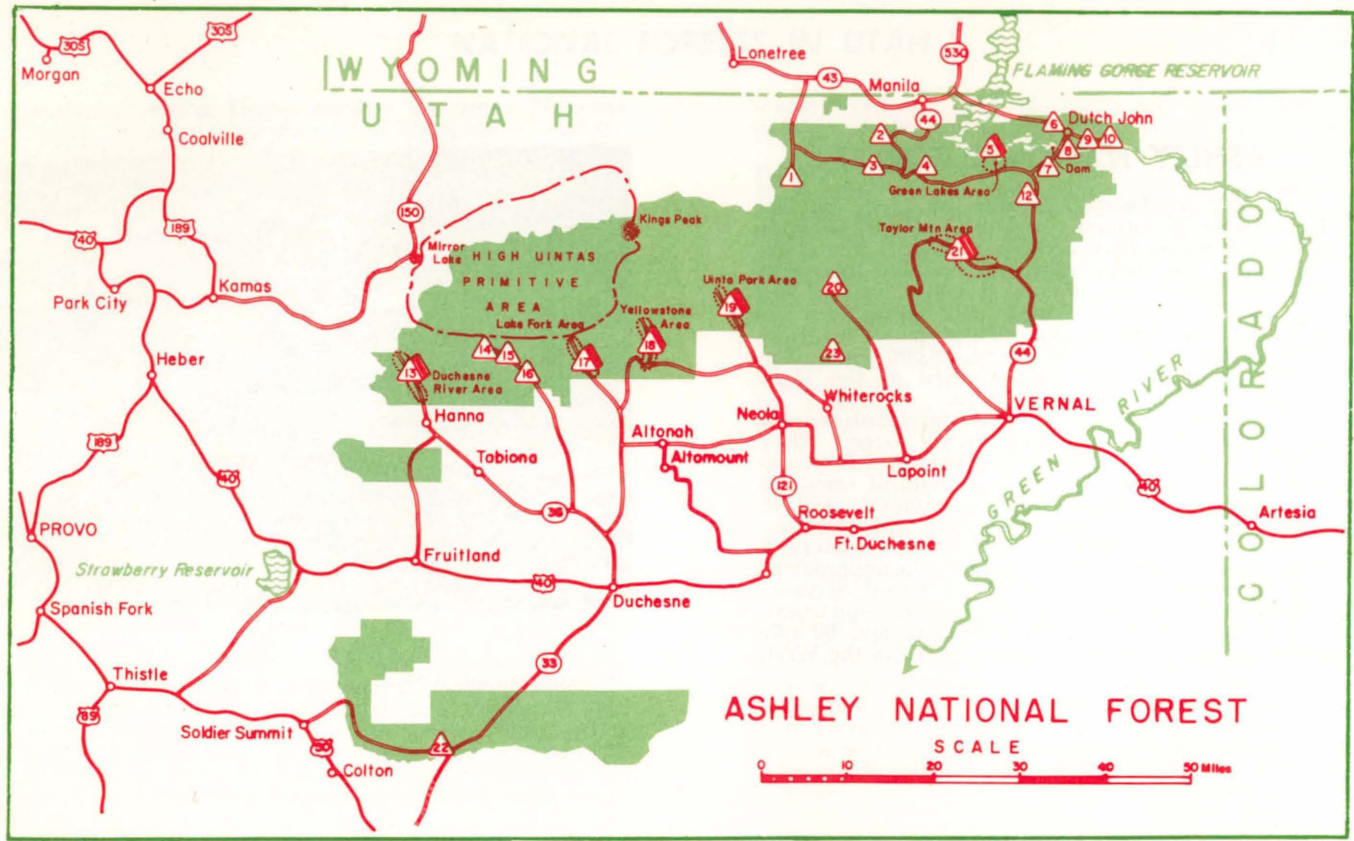 305
305
Morgan
Echo
Coalville
WYOMING
UTAH
Lonetree
530
FLAMING GORGE RESERVOIR
43
Manila
44
6
Dutch John
2
5
9
10
8
1
3
4
7
Dam
Green Lakes Area
12
189
150
40
Mirror
Lake
Kings Peak
Taylor Mtn Area
21
HIGH UINTAS
PRIMITIVE
AREA
Park City
Kamas
Uinta Park Area
19
20
Lake Fork Area
Yellowstone
Area
18
Heber
14
15
16
17
23
44
13
Duchesne
River Area
COLORADO
Hanna
Whiterocks
Neola
VERNAL
189
Altonah
Altamount
Tabiona
Lapoint
GREEN RIVER
40
121
40
PROVO
36
Roosevelt
Ft. Duchesne
Artesia
Strawberry Reservoir
Fruitland
40
Duchesne
Spanish Fork
33
Thistle
89
Soldier Summit
50
Colton
22
ASHLEY NATIONAL FOREST
SCALE
0 10 20 30 40 50 Miles